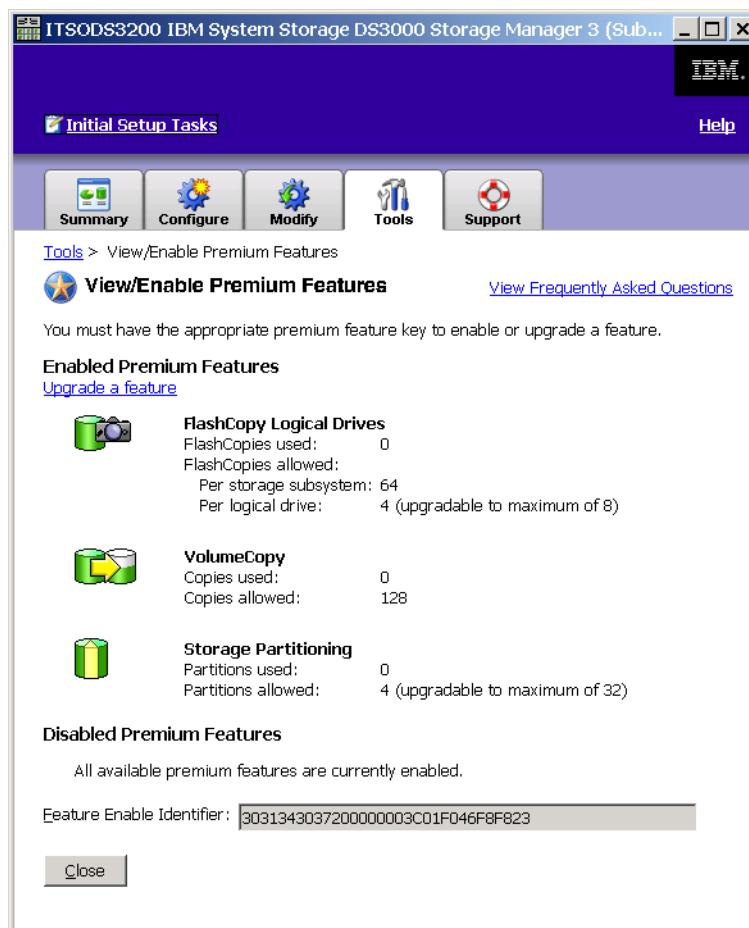 ITSODS3200 IBM System Storage DS3000 Storage Manager 3 (Sub...
IBM.
Initial Setup Tasks
Help
Summary
Configure
Modify
Tools
Support
Tools > View/Enable Premium Features
View/Enable Premium Features
View Frequently Asked Questions
You must have the appropriate premium feature key to enable or upgrade a feature.
Enabled Premium Features
Upgrade a feature
FlashCopy Logical Drives
FlashCopies used: 0
FlashCopies allowed:
Per storage subsystem: 64
Per logical drive: 4 (upgradable to maximum of 8)
VolumeCopy
Copies used: 0
Copies allowed: 128
Storage Partitioning
Partitions used: 0
Partitions allowed: 4 (upgradable to maximum of 32)
Disabled Premium Features
All available premium features are currently enabled.
Feature Enable Identifier: 3031343037200000003C01F046F8F823
Close